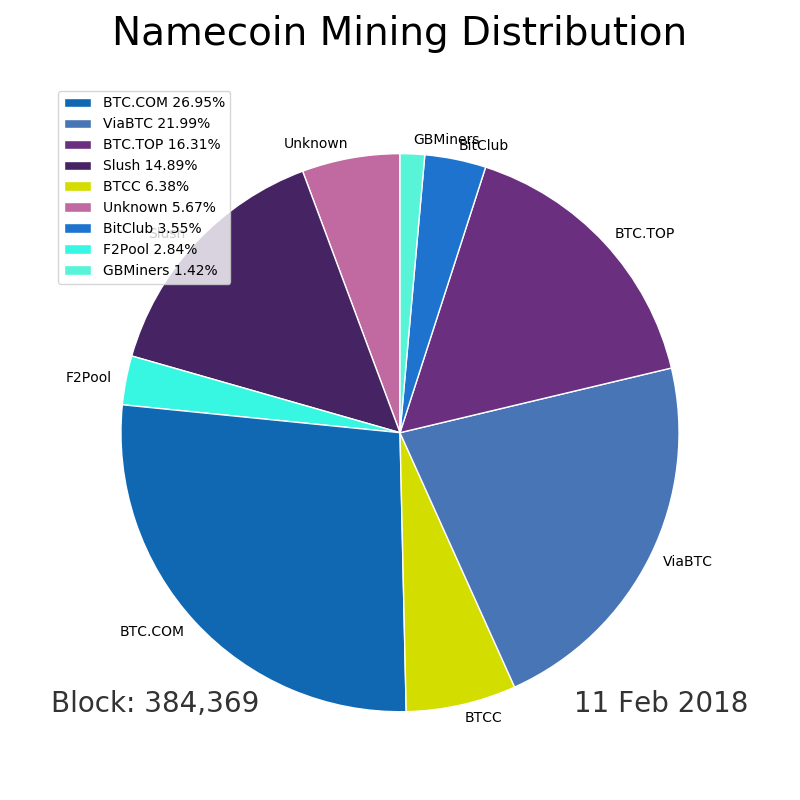 Namecoin Mining Distribution
BTC.COM 26.95%
ViaBTC 21.99%
BTC.TOP 16.31%
Slush 14.89%
BTCC 6.38%
Unknown 5.67%
BitClub 3.55%
F2Pool 2.84%
GBMiners 1.42%
Unknown
GBMiners
BitClub
Slush
BTC.TOP
F2Pool
ViaBTC
BTC.COM
BTCC
Block: 384,369
11 Feb 2018